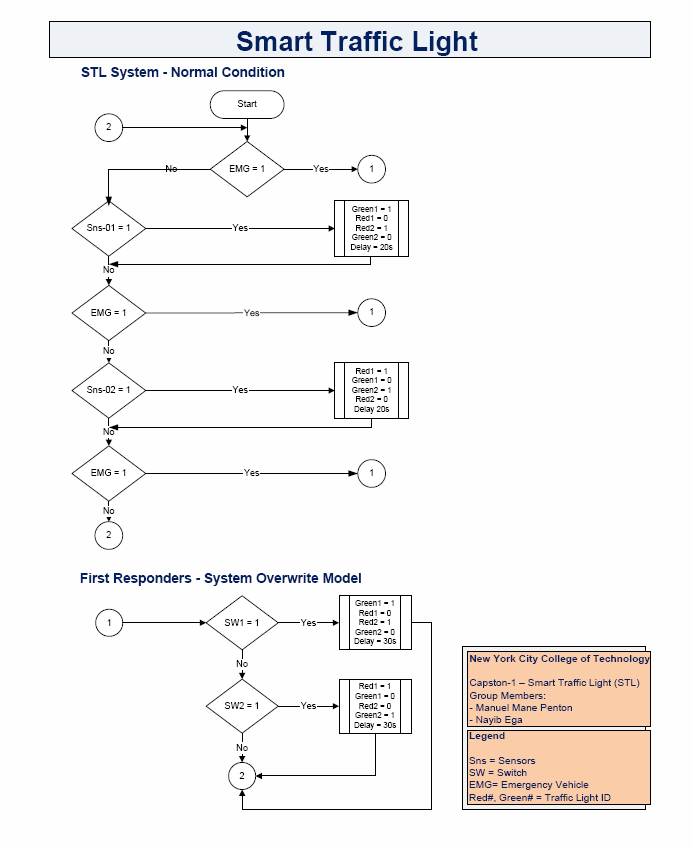 Smart Traffic Light
STL System - Normal Condition
Start
2
EMG = 1
No
Yes
1
Sns-01 = 1
Yes
Green1 = 1
Red1 = 0
Red2 = 1
Green2 = 0
Delay = 20s
No
EMG = 1
Yes
1
No
Sns-02 = 1
Yes
Red1 = 1
Green1 = 0
Green2 = 1
Red2 = 0
Delay 20s
No
EMG = 1
Yes
1
No
2
First Responders - System Overwrite Model
1
SW1 = 1
Yes
Green1 = 1
Red1 = 0
Red2 = 1
Green2 = 0
Delay = 30s
No
SW2 = 1
Yes
Red1 = 1
Green1 = 0
Red2 = 0
Green2 = 1
Delay = 30s
No
2
New York City College of Technology
Capston-1 – Smart Traffic Light (STL)
Group Members:
- Manuel Mane Penton
- Nayib Ega
Legend
Sns = Sensors
SW = Switch
EMG= Emergency Vehicle
Red#, Green# = Traffic Light ID